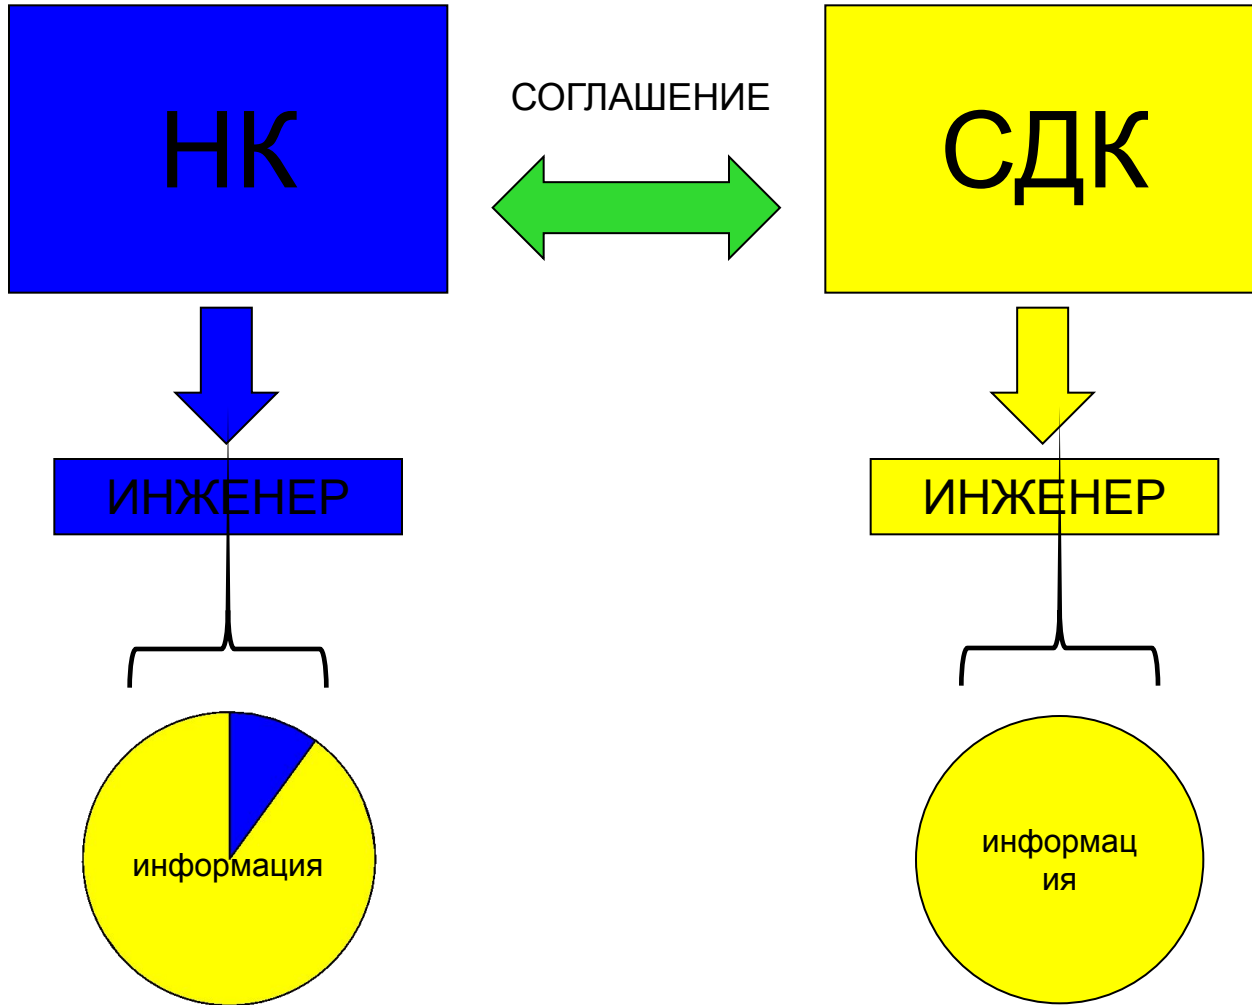 НК
СОГЛАШЕНИЕ
СДК
ИНЖЕНЕР
ИНЖЕНЕР
информация
информац
ия